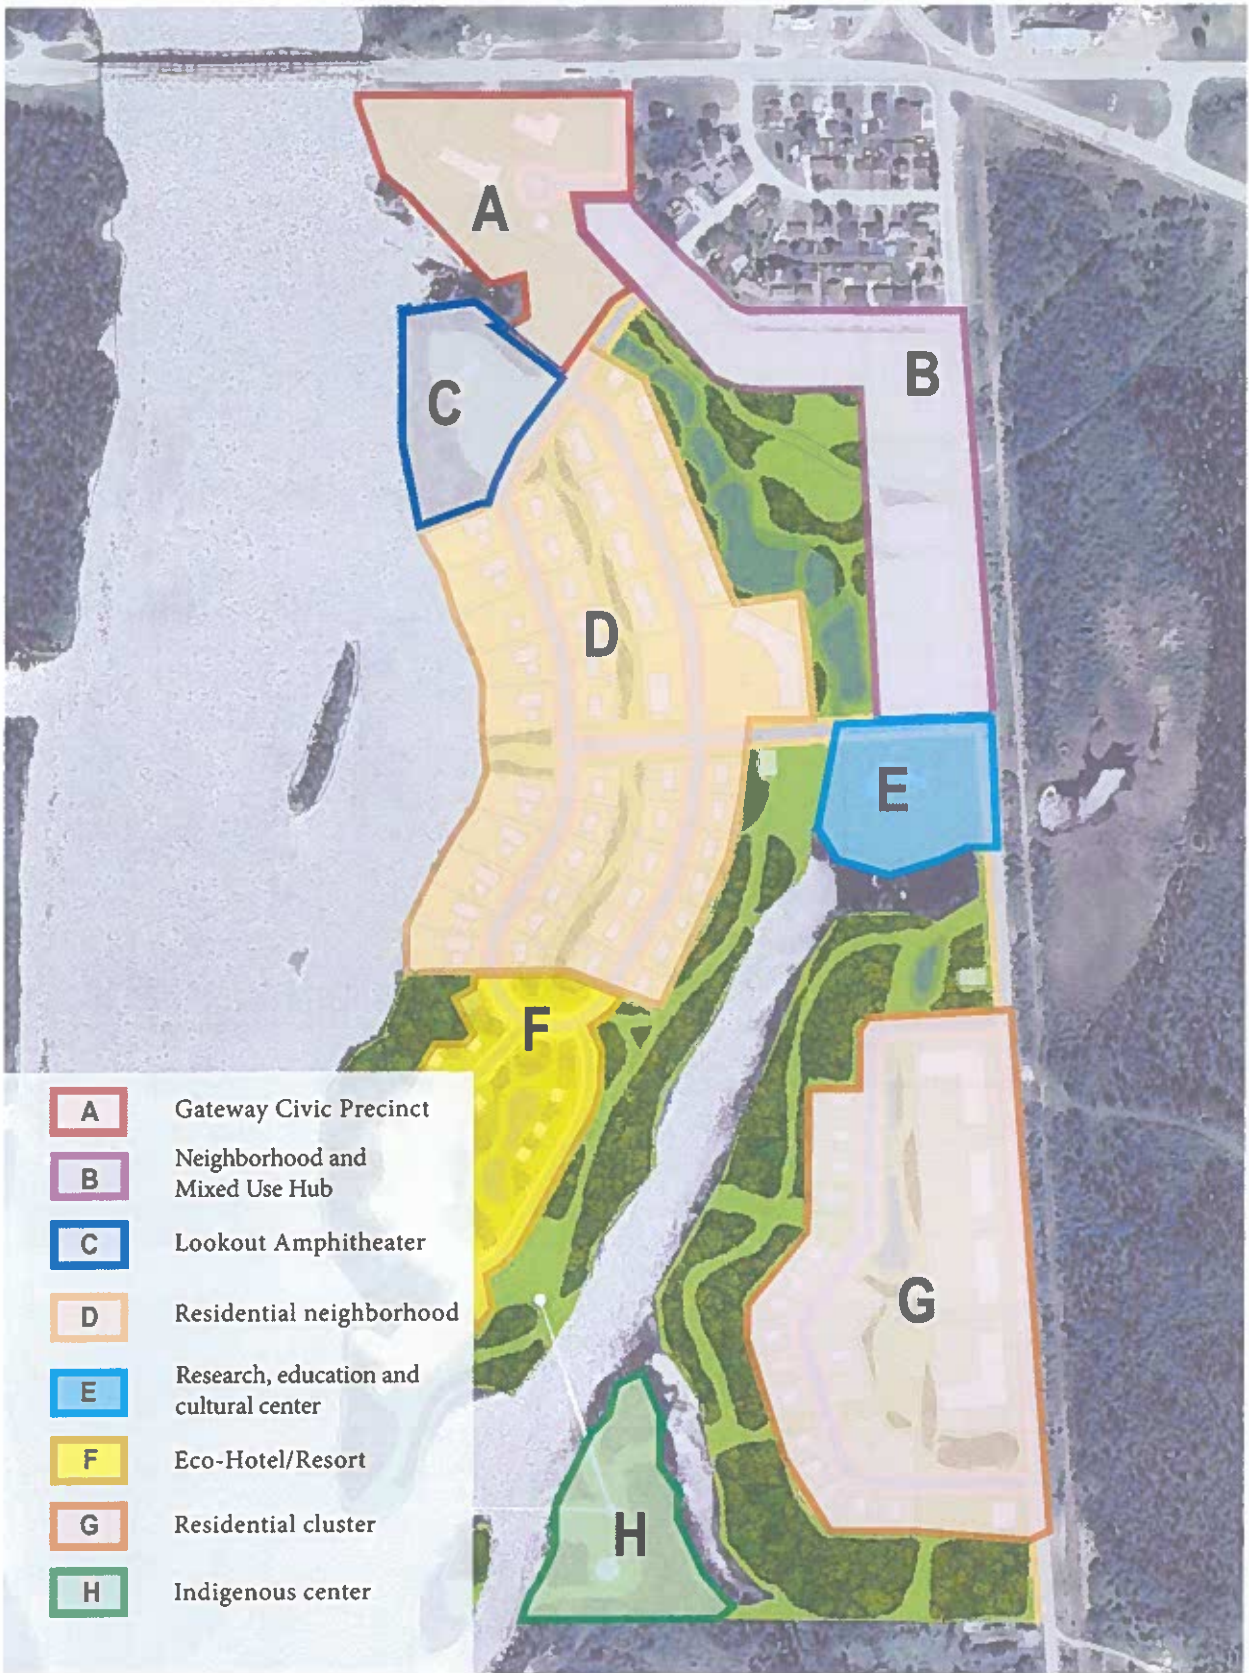 A
B
C
D
E
F
G
H
A Gateway Civic Precinct
Neighborhood and
B Mixed Use Hub
C Lookout Amphitheater
D Residential neighborhood
E Research, education and
cultural center
F Eco-Hotel/Resort
G Residential cluster
H Indigenous center